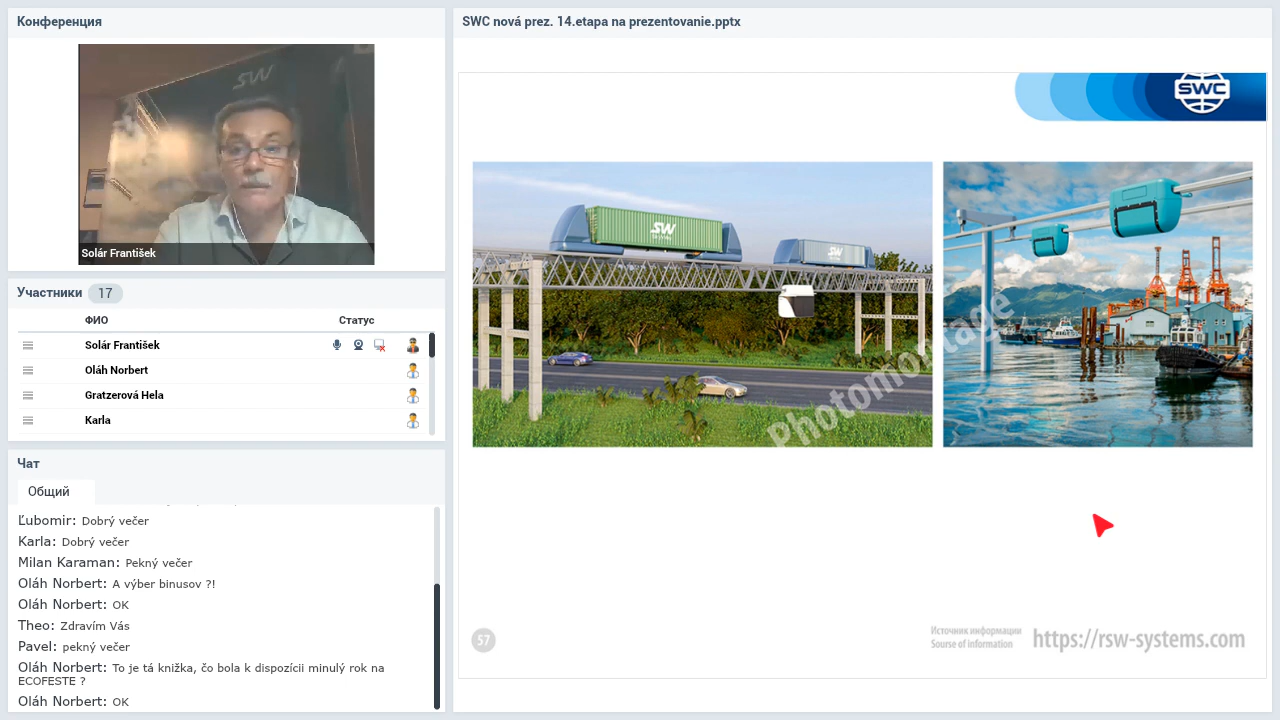 Конференция
SW
Solár František
Участники 17
ФИО Статус
Solár František
Oláh Norbert
Gratzerová Hela
Karla
Чат
Общий
Ľubomir: Dobrý večer
Karla: Dobrý večer
Milan Karaman: Pekný večer
Oláh Norbert: A výber binusov ?!
Oláh Norbert: OK
Theo: Zdravím Vás
Pavel: pekný večer
Oláh Norbert: To je tá knižka, čo bola k dispozícii minulý rok na
ECOFESTE ?
Oláh Norbert: OK
SWC nová prez. 14.etapa na prezentovanie.pptx
SWC
SW
SW
Photomontage
57
Источник информации
Sourse of information
https://rsw-systems.com